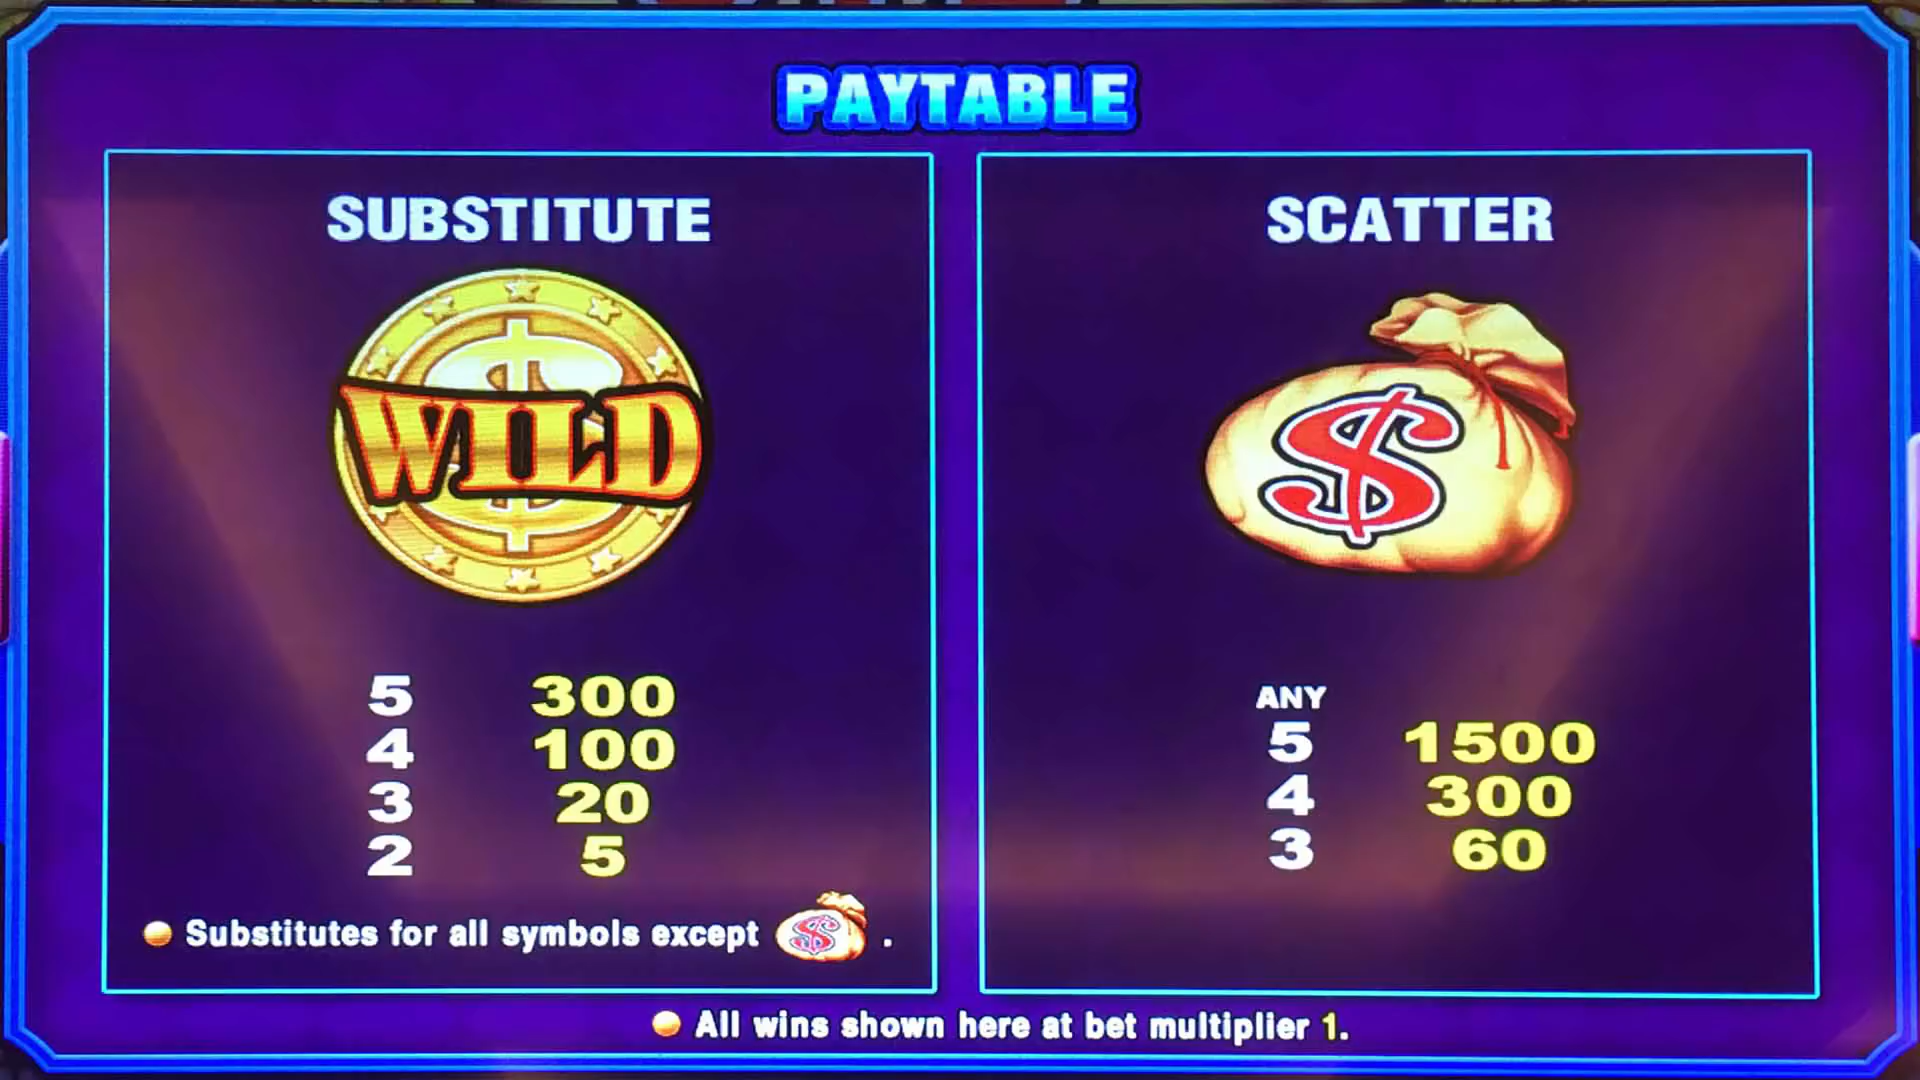 PAYTABLE
SUBSTITUTE
$
WILD
5 300
4 100
3 20
2 5
Substitutes for all symbols except $ .
SCATTER
$
ANY
5 1500
4 300
3 60
All wins shown here at bet multiplier 1.